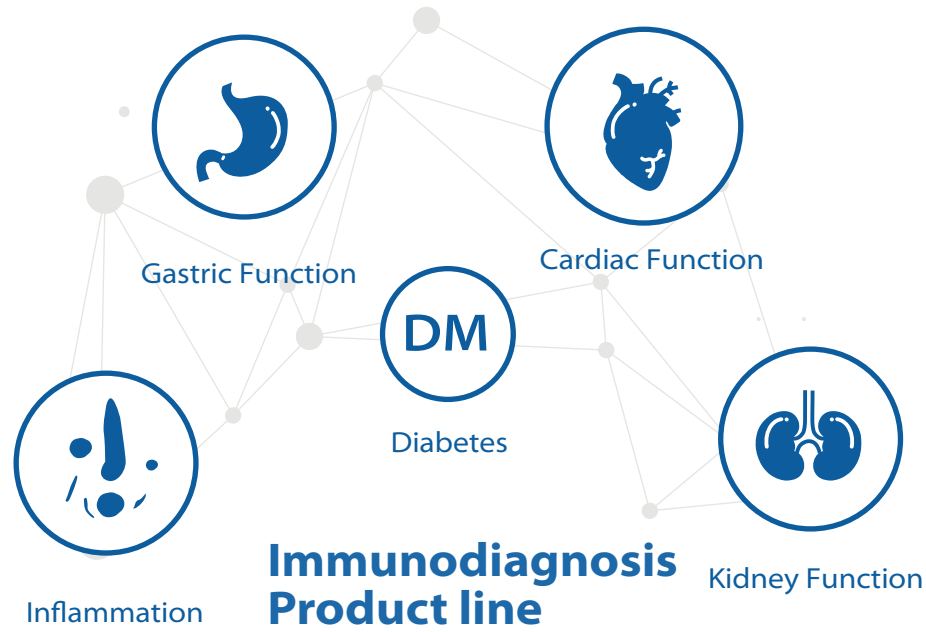 Gastric Function
Cardiac Function
DM
Diabetes
Inflammation
Kidney Function
Immunodiagnosis
Product line